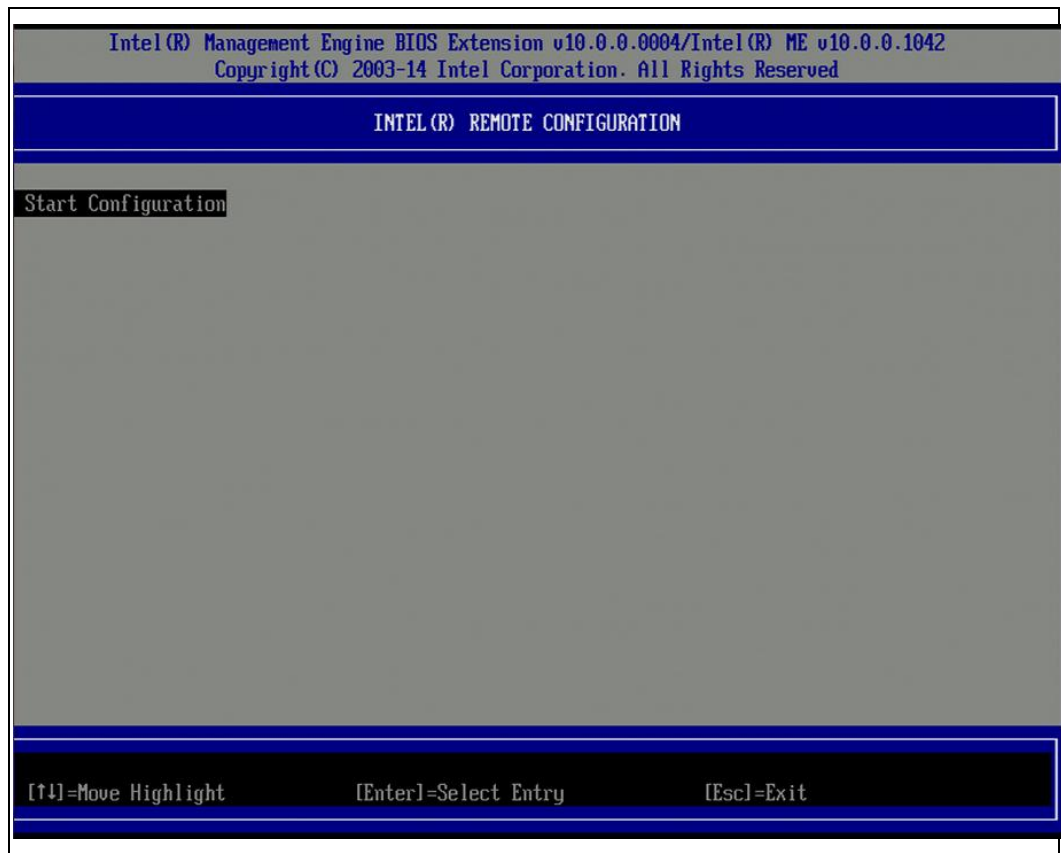 Intel(R) Management Engine BIOS Extension v10.0.0.0004/Intel(R) ME v10.0.0.1042
Copyright(C) 2003-14 Intel Corporation. All Rights Reserved
INTEL(R) REMOTE CONFIGURATION
Start Configuration
[↑↓]=Move Highlight [Enter]=Select Entry [Esc]=Exit